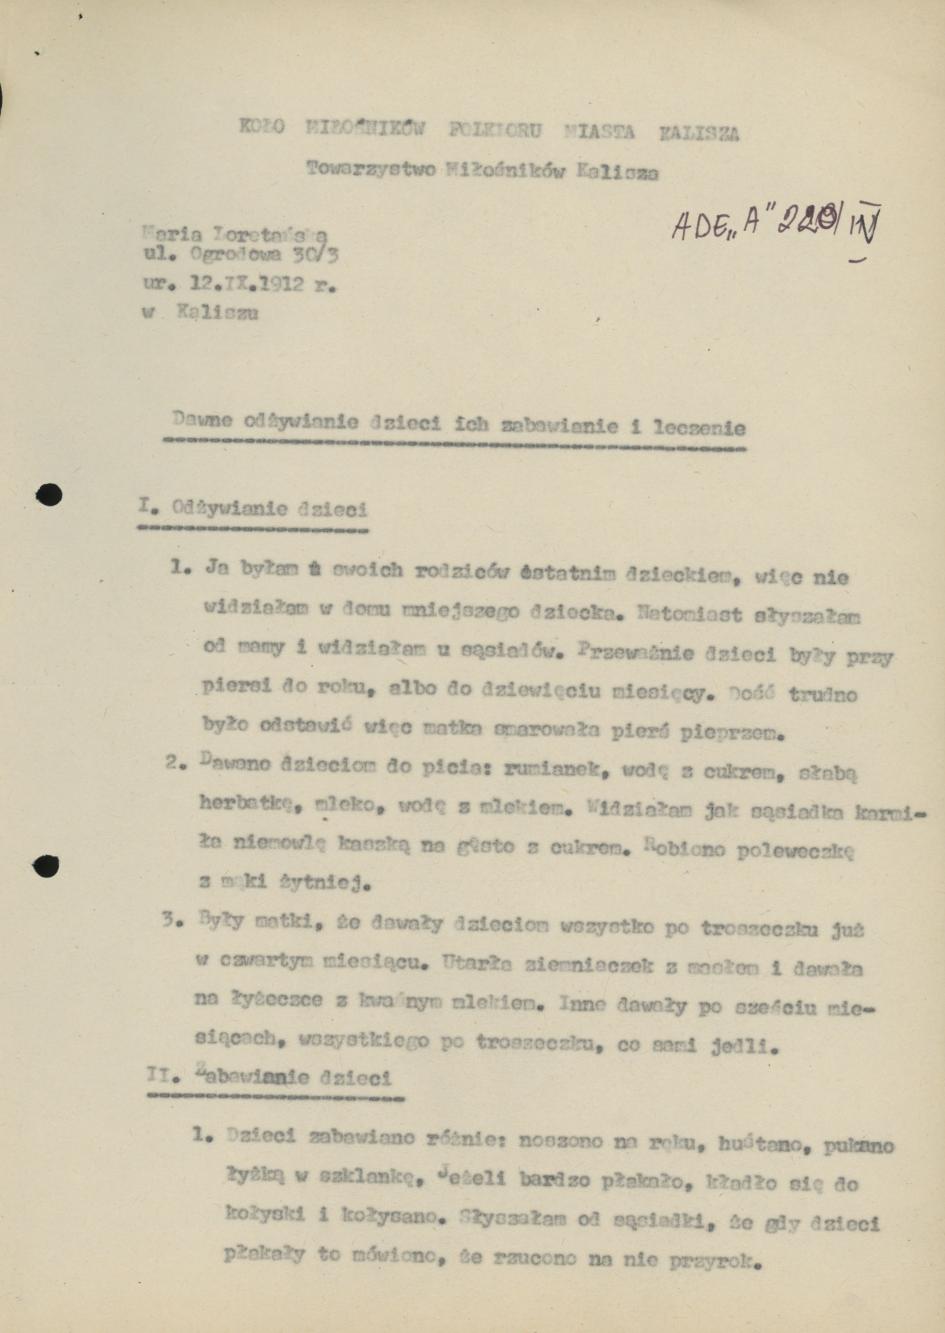 KOŁO MIŁOŚNIKÓW FOLKLORU MIASTA KALISZA
Towarzystwo Miłośników Kalisza
ADE „A" 220/IV
Maria Loretańska
ul. Ogrodowa 30/3
ur. 12.IX.1912 r.
w Kaliszu
Dawne odżywianie dzieci ich zabawianie i leczenie
I. Odżywianie dzieci
1. Ja byłam u swoich rodziców ostatnim dzieckiem, więc nie
widziałam w domu mniejszego dziecka. Natomiast słyszałam
od mamy i widziałam u sąsiadów. Przeważnie dzieci były przy
piersi do roku, albo do dziewięciu miesięcy. Dość trudno
było odstawić więc matka smarowała pierś pieprzem.
2. Dawano dzieciom do picia: rumianek, wodę z cukrem, słabą
herbatkę, mleko, wodę z mlekiem. Widziałam jak sąsiadka karmi-
ła niemowlę kaszką na gęsto z cukrem. Robiono poleweczkę
z mąki żytniej.
3. Były matki, że dawały dzieciom wszystko po troszeczku już
w czwartym miesiącu. Utarła ziemniaczek z masłem i dawała
na łyżeczce z kwaśnym mlekiem. Inne dawały po sześciu mie-
siącach, wszystkiego po troszeczku, co sami jedli.
II. Zabawianie dzieci
1. Dzieci zabawiano różnie: noszono na ręku, huśtano, pukano
łyżką w szklankę, Jeżeli bardzo płakało, kładło się do
kołyski i kołysano. Słyszałam od sąsiadki, że gdy dzieci
płakały to mówiono, że rzucono na nie przyrok.